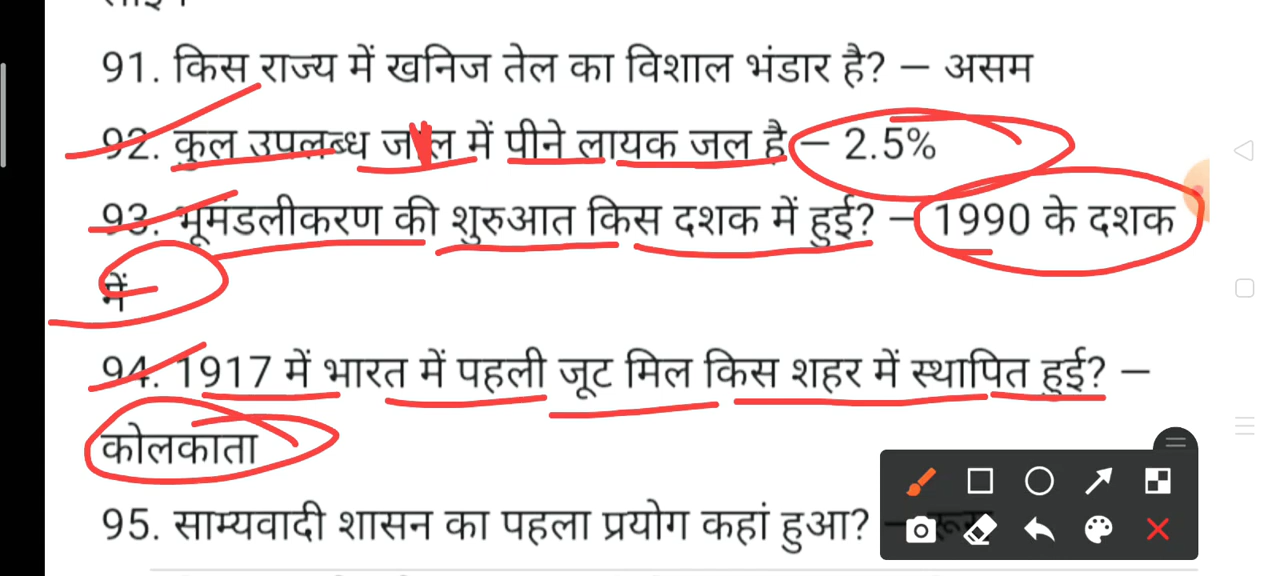 91. किस राज्य में खनिज तेल का विशाल भंडार है? – असम
92. कुल उपलब्ध जल में पीने लायक जल है – 2.5%
93. भूमंडलीकरण की शुरुआत किस दशक में हुई? – 1990 के दशक
में
94. 1917 में भारत में पहली जूट मिल किस शहर में स्थापित हुई? –
कोलकाता
95. साम्यवादी शासन का पहला प्रयोग कहां हुआ? –